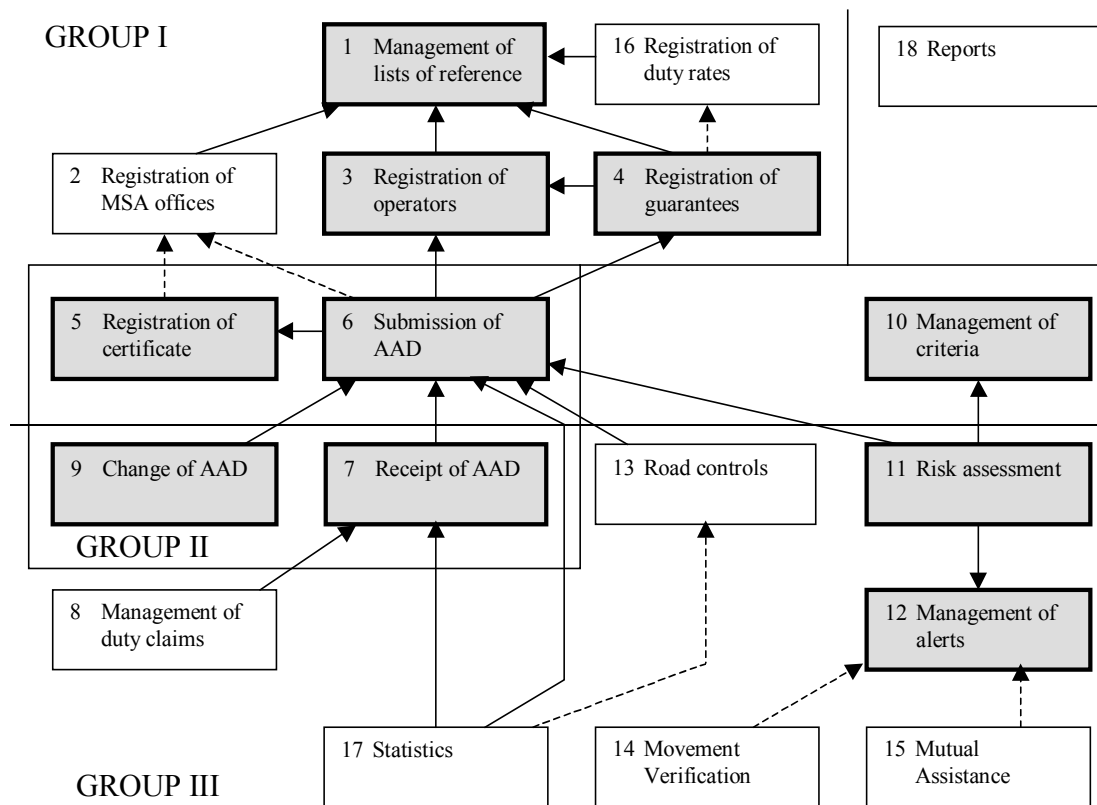 GROUP I
1 Management of
lists of reference
16 Registration of
duty rates
18 Reports
2 Registration of
MSA offices
3 Registration of
operators
4 Registration of
guarantees
5 Registration of
certificate
6 Submission of
AAD
10 Management of
criteria
9 Change of AAD
7 Receipt of AAD
13 Road controls
11 Risk assessment
GROUP II
8 Management of
duty claims
12 Management of
alerts
17 Statistics
14 Movement
Verification
15 Mutual
Assistance
GROUP III